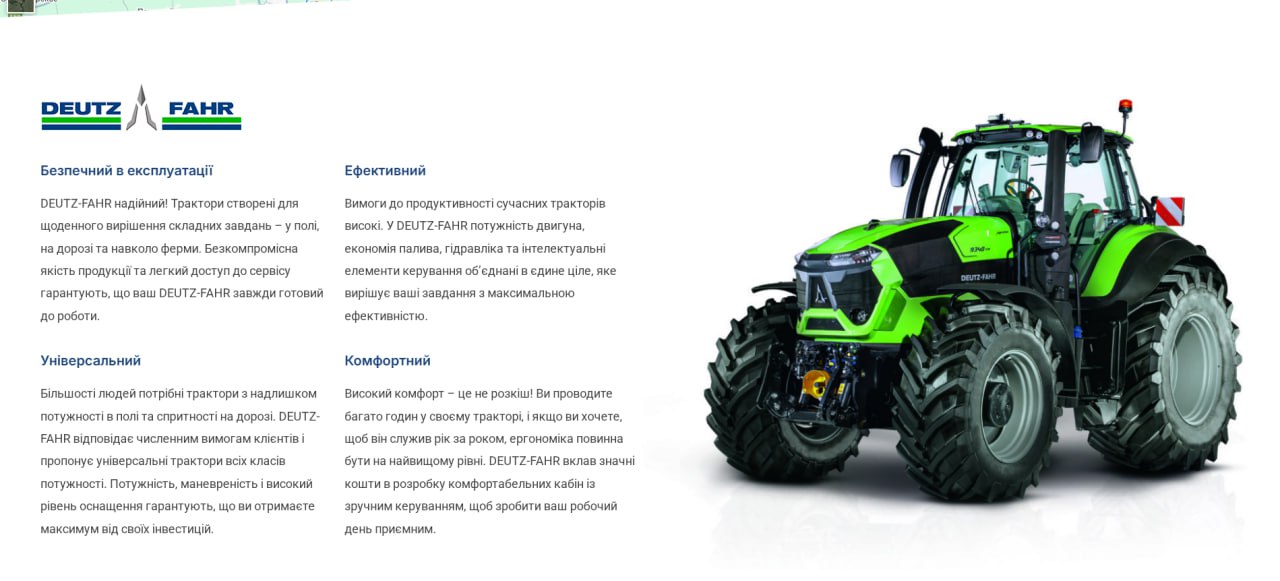 DEUTZ FAHR
Безпечний в експлуатації
DEUTZ-FAHR надійний! Трактори створені для
щоденного вирішення складних завдань – у полі,
на дорозі та навколо ферми. Безкомпромісна
якість продукції та легкий доступ до сервісу
гарантують, що ваш DEUTZ-FAHR завжди готовий
до роботи.
Ефективний
Вимоги до продуктивності сучасних тракторів
високі. У DEUTZ-FAHR потужність двигуна,
економія палива, гідравліка та інтелектуальні
елементи керування об’єднані в єдине ціле, яке
вирішує ваші завдання з максимальною
ефективністю.
Універсальний
Більшості людей потрібні трактори з надлишком
потужності в полі та спритності на дорозі. DEUTZ-
FAHR відповідає численним вимогам клієнтів і
пропонує універсальні трактори всіх класів
потужності. Потужність, маневреність і високий
рівень оснащення гарантують, що ви отримаєте
максимум від своїх інвестицій.
Комфортний
Високий комфорт – це не розкіш! Ви проводите
багато годин у своєму тракторі, і якщо ви хочете,
щоб він служив рік за роком, ергономіка повинна
бути на найвищому рівні. DEUTZ-FAHR вклав значні
кошти в розробку комфортабельних кабін із
зручним керуванням, щоб зробити ваш робочий
день приємним.
9340
DEUTZ-FAHR